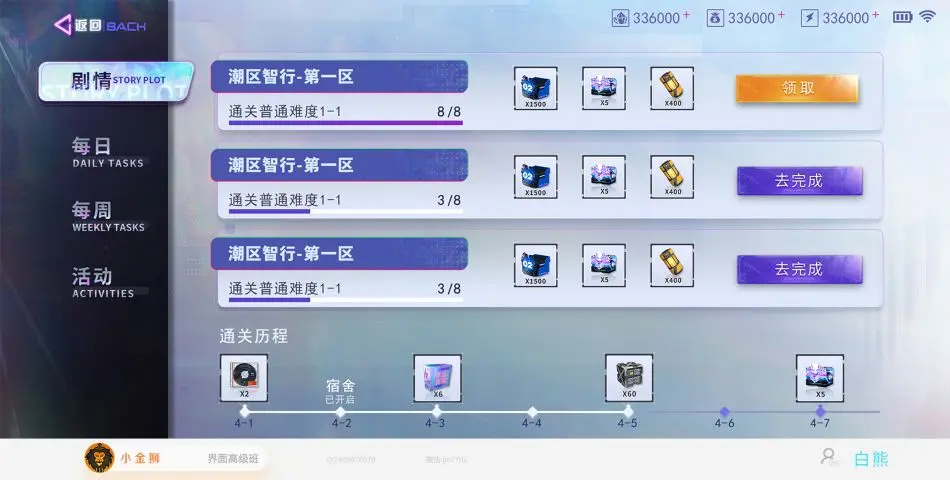 返回 BACH
336000+ 336000+ 336000+
剧情 STORY PLOT
STORY PLOT
每日
DAILY TASKS
每周
WEEKLY TASKS
活动
ACTIVITIES
潮区智行-第一区
通关普通难度1-1 8/8
02 X1500 X5 X400
领取
潮区智行-第一区
通关普通难度1-1 3/8
02 X1500 X5 X400
去完成
潮区智行-第一区
通关普通难度1-1 3/8
02 X1500 X5 X400
去完成
通关历程
X2 X6 X60 X5
宿舍
已开启
4-1 4-2 4-3 4-4 4-5 4-6 4-7
小金狮 界面高级班 白熊